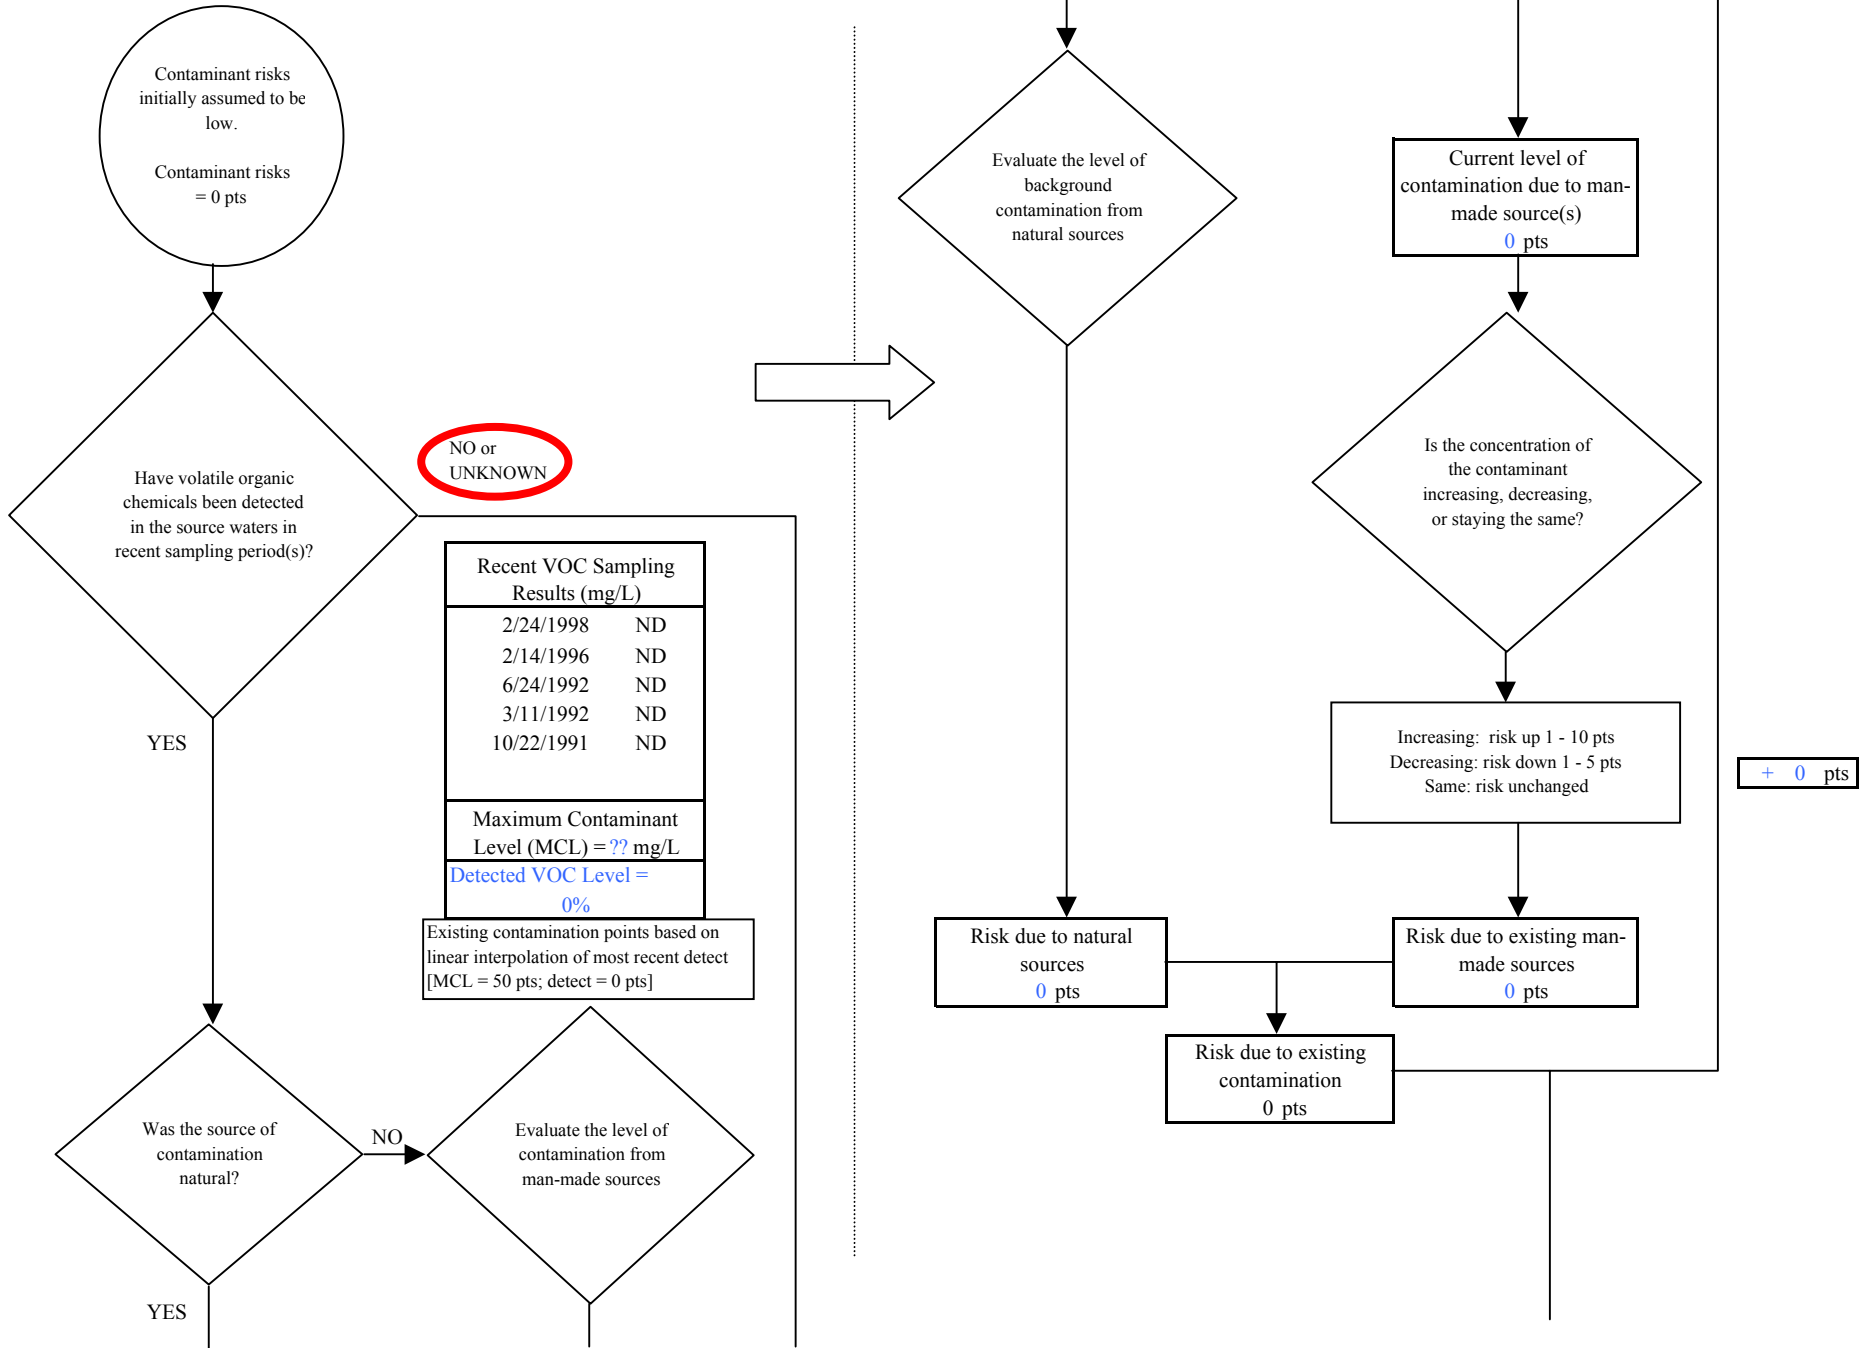 Contaminant risks
initially assumed to be
low.
Contaminant risks
= 0 pts
Have volatile organic
chemicals been detected
in the source waters in
recent sampling period(s)?
NO or
UNKNOWN
YES
Recent VOC Sampling
Results (mg/L)
2/24/1998 ND
2/14/1996 ND
6/24/1992 ND
3/11/1992 ND
10/22/1991 ND
Maximum Contaminant
Level (MCL) = ?? mg/L
Detected VOC Level =
0%
Existing contamination points based on
linear interpolation of most recent detect
[MCL = 50 pts; detect = 0 pts]
Was the source of
contamination
natural?
NO
Evaluate the level of
contamination from
man-made sources
YES
Evaluate the level of
background
contamination from
natural sources
Current level of
contamination due to man-
made source(s)
0 pts
Is the concentration of
the contaminant
increasing, decreasing,
or staying the same?
Increasing: risk up 1 - 10 pts
Decreasing: risk down 1 - 5 pts
Same: risk unchanged
+ 0 pts
Risk due to natural
sources
0 pts
Risk due to existing man-
made sources
0 pts
Risk due to existing
contamination
0 pts